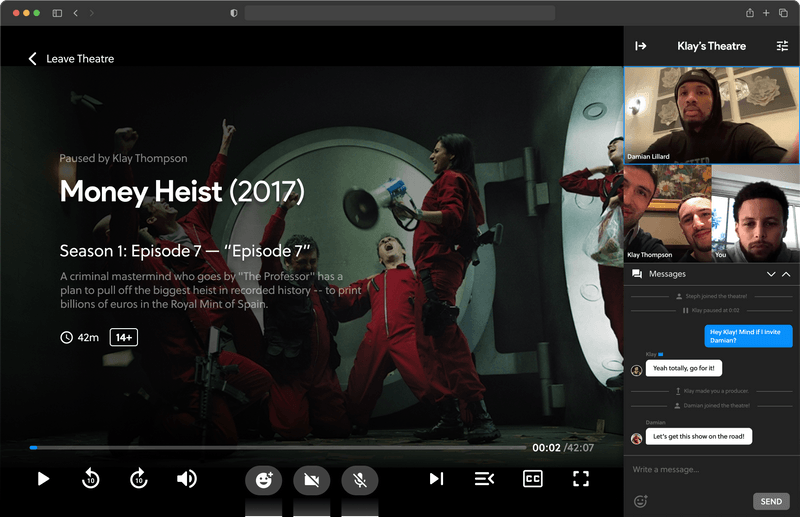 Leave Theatre
Paused by Klay Thompson
Money Heist (2017)
Season 1: Episode 7 — “Episode 7”
A criminal mastermind who goes by "The Professor" has a
plan to pull off the biggest heist in recorded history -- to print
billions of euros in the Royal Mint of Spain.
42m
14+
00:02 /42:07
10
10
CC
Klay's Theatre
Damian Lillard
Klay Thompson
You
Messages
Steph joined the theatre!
Klay paused at 0:02
Hey Klay! Mind if I invite
Damian?
Klay
Yeah totally, go for it!
Klay made you a producer.
Damian joined the theatre!
Damian
Let's get this show on the road!
Write a message...
SEND